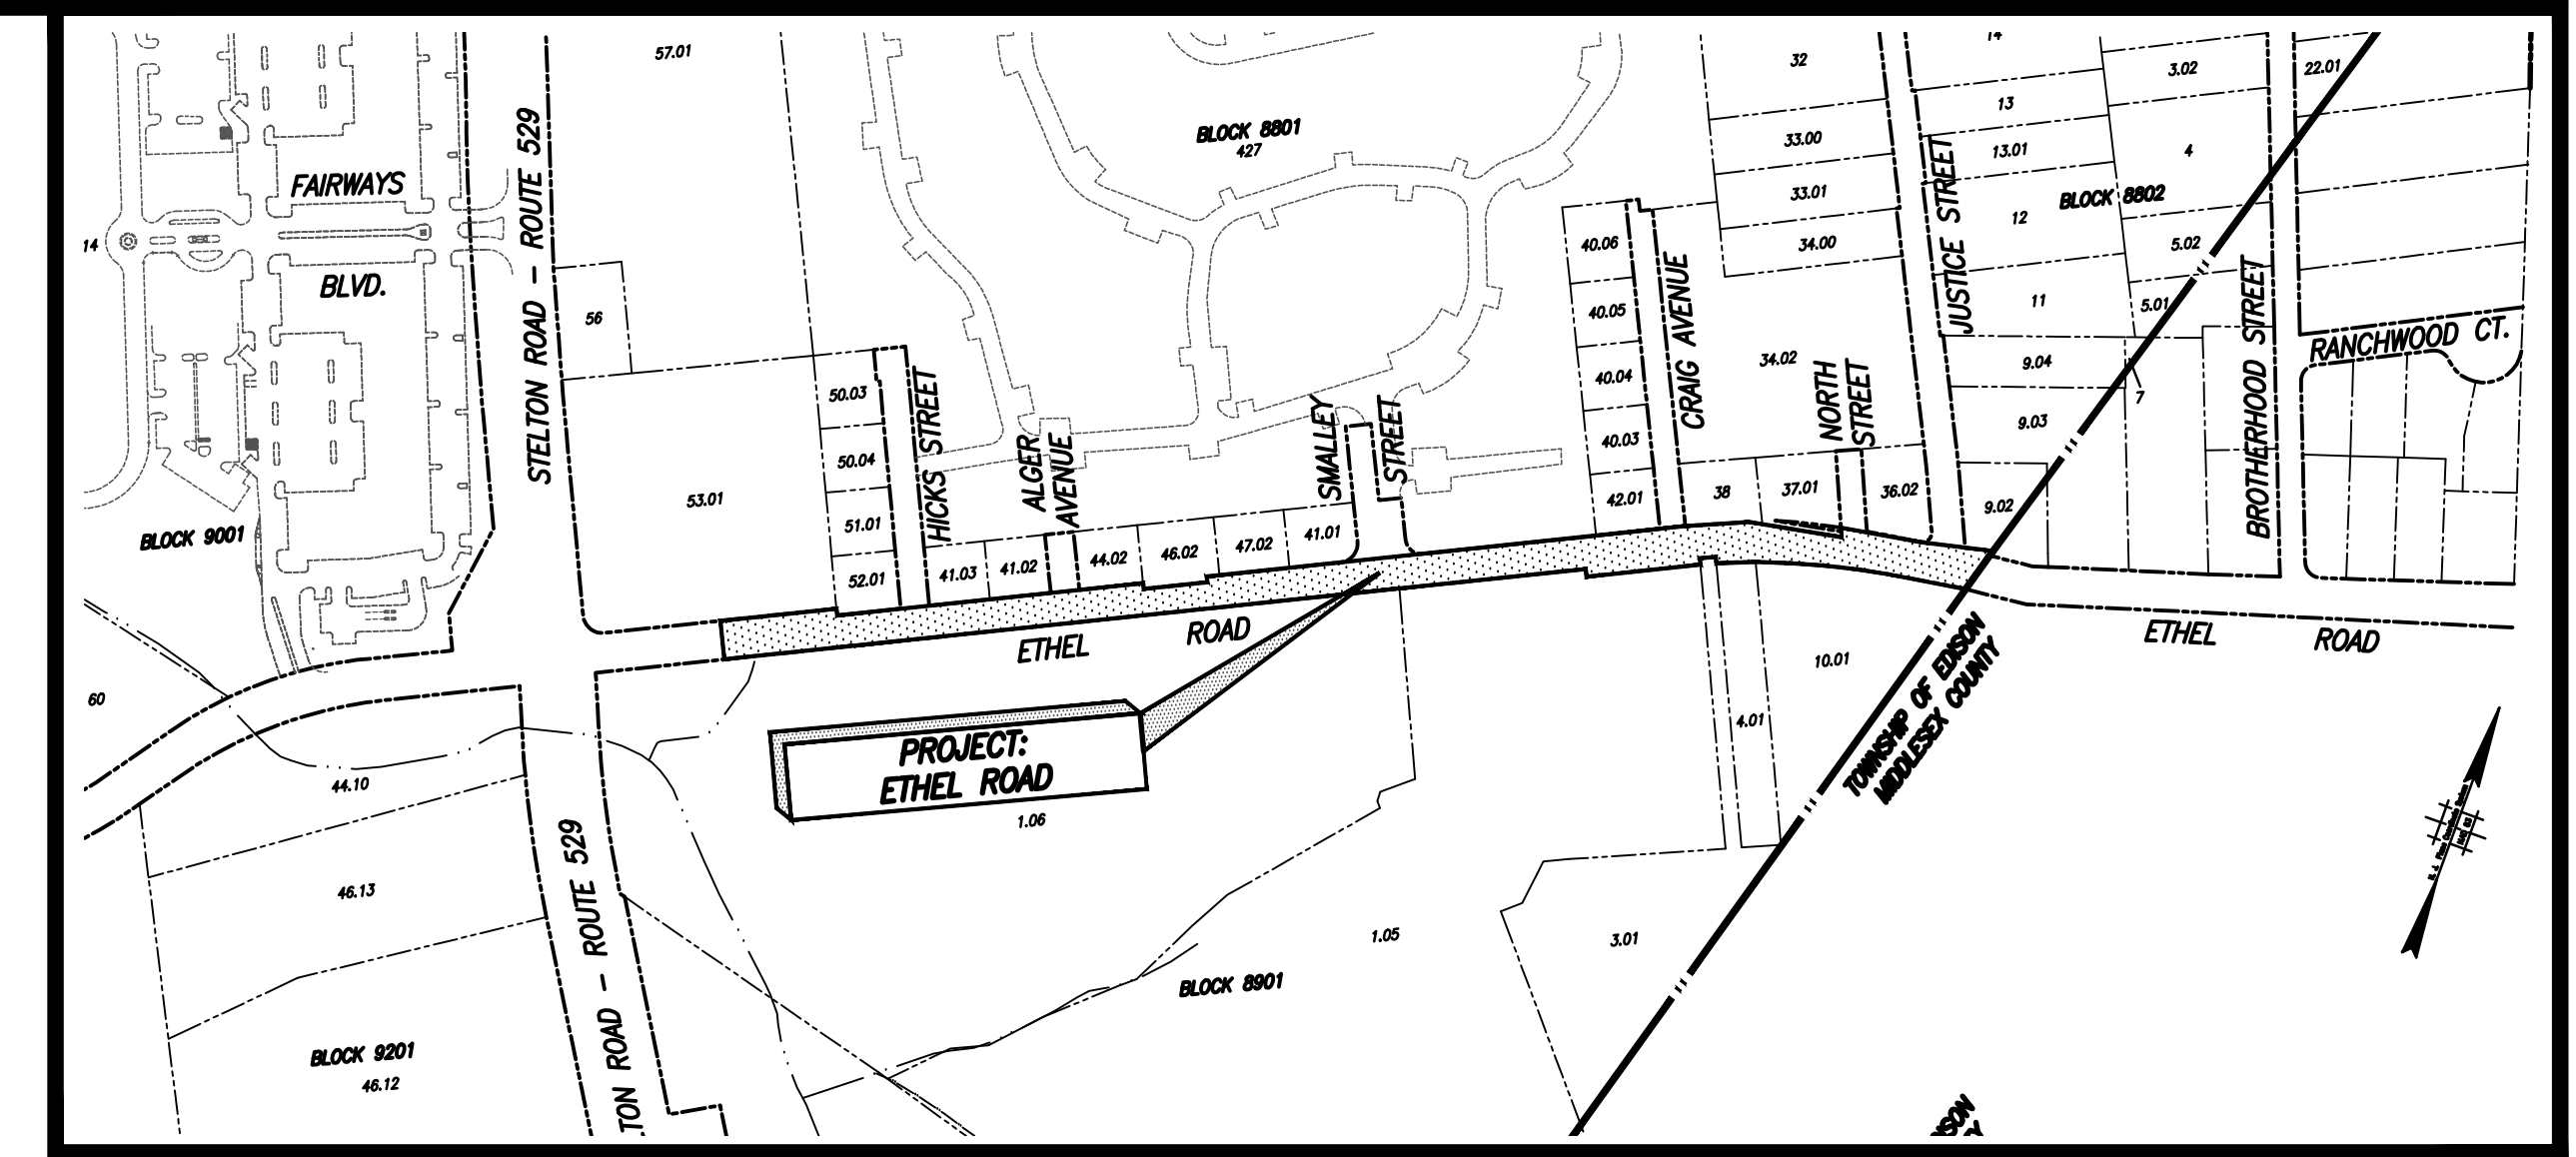 57.01
32
14
3.02
22.01
13
BLOCK 8801
427
33.00
13.01
4
FAIRWAYS
BLVD.
33.01
BLOCK 8802
12
14
STELTON ROAD - ROUTE 529
40.06
34.00
JUSTICE STREET
5.02
56
40.05
CRAIG AVENUE
11
5.01
BROTHERHOOD STREET
RANCHWOOD CT.
50.03
HICKS STREET
40.04
34.02
NORTH
STREET
9.04
7
50.04
ALGER
AVENUE
SMALLEY
STREET
40.03
9.03
53.01
42.01
38
37.01
36.02
9.02
BLOCK 9001
51.01
52.01
41.03
41.02
44.02
46.02
47.02
41.01
ETHEL ROAD
ETHEL ROAD
10.01
TOWNSHIP OF EDISON
MIDDLESEX COUNTY
60
4.01
PROJECT:
ETHEL ROAD
1.06
44.10
46.13
TON ROAD - ROUTE 529
1.05
3.01
BLOCK 8901
BLOCK 9201
46.12